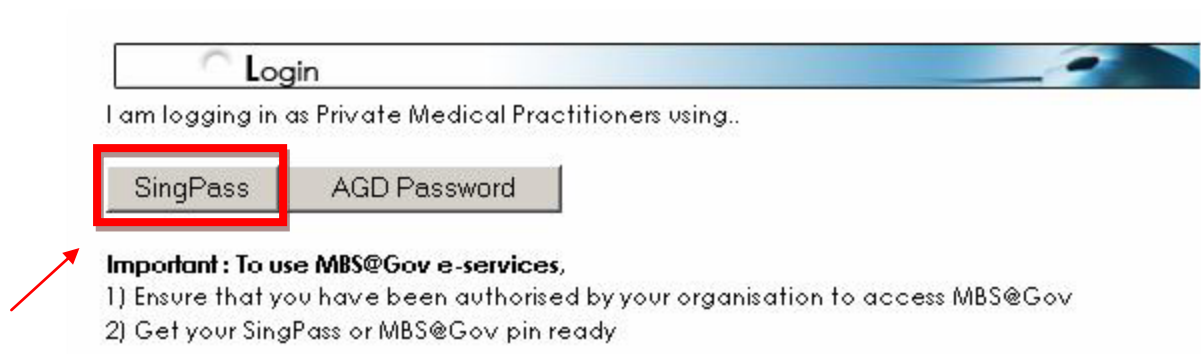 Login
I am logging in as Private Medical Practitioners using..
SingPass AGD Password
Important : To use MBS@Gov e-services,
1) Ensure that you have been authorised by your organisation to access MBS@Gov
2) Get your SingPass or MBS@Gov pin ready